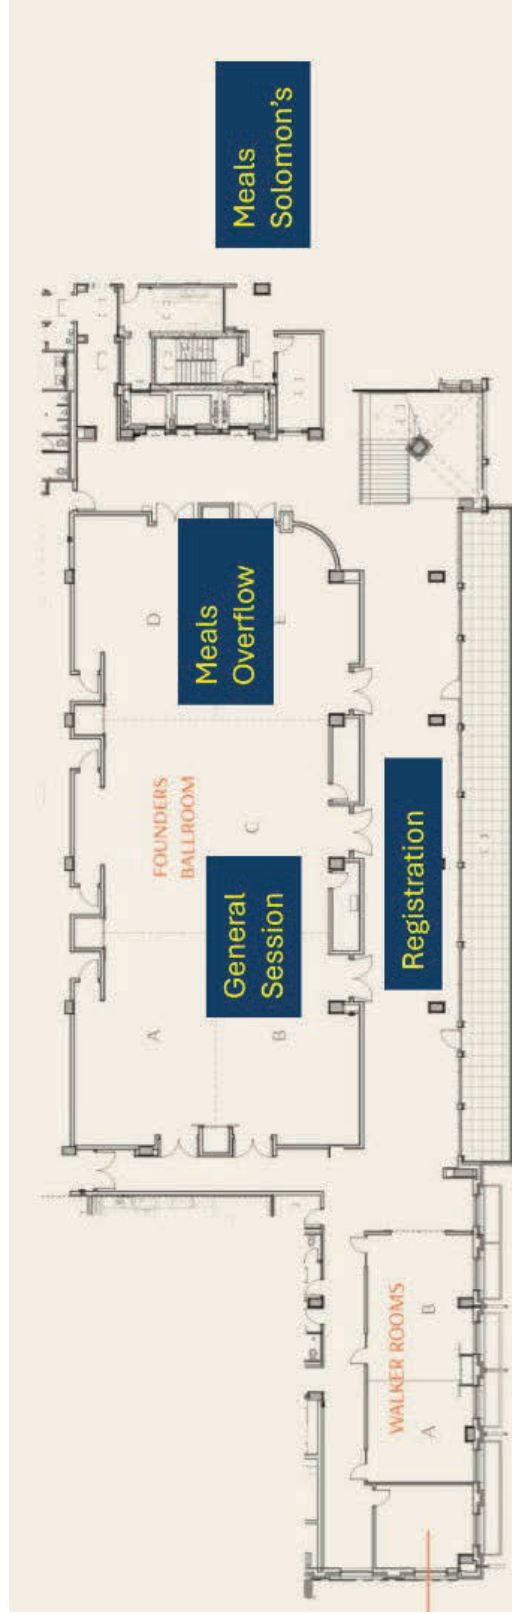 Meals
Solomon's
Meals
Overflow
D
E
FOUNDERS
BALLROOM
C
General
Session
A
B
Registration
WALKER ROOMS
A
B